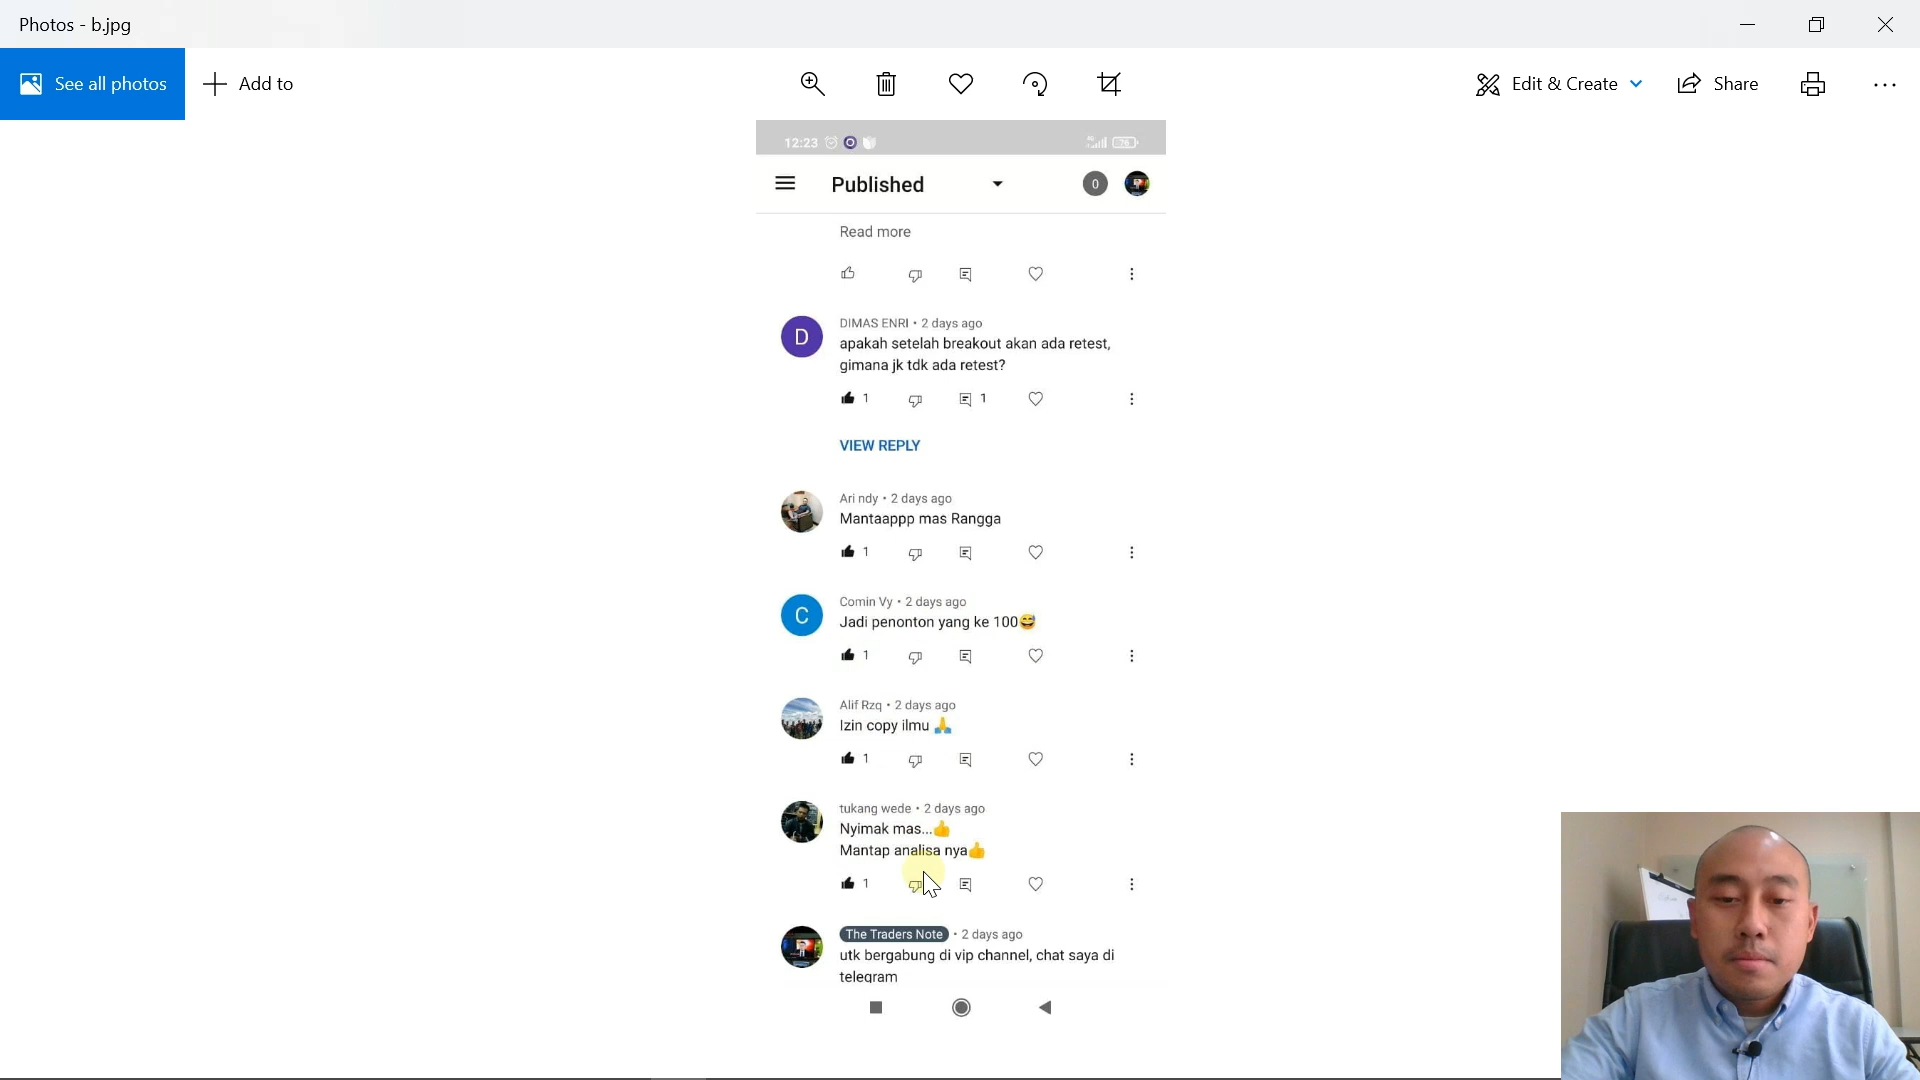 Photos - b.jpg
See all photos
Add to
Edit & Create
Share
12:23
Published
0
Read more
D
DIMAS ENRI • 2 days ago
apakah setelah breakout akan ada retest,
gimana jk tdk ada retest?
1
1
VIEW REPLY
Ari ndy • 2 days ago
Mantaappp mas Rangga
1
C
Comin Vy • 2 days ago
Jadi penonton yang ke 100😅
1
Alif Rzq • 2 days ago
Izin copy ilmu 🙏
1
tukang wede • 2 days ago
Nyimak mas...👍
Mantap analisa nya👍
1
The Traders Note • 2 days ago
utk bergabung di vip channel, chat saya di
telegram